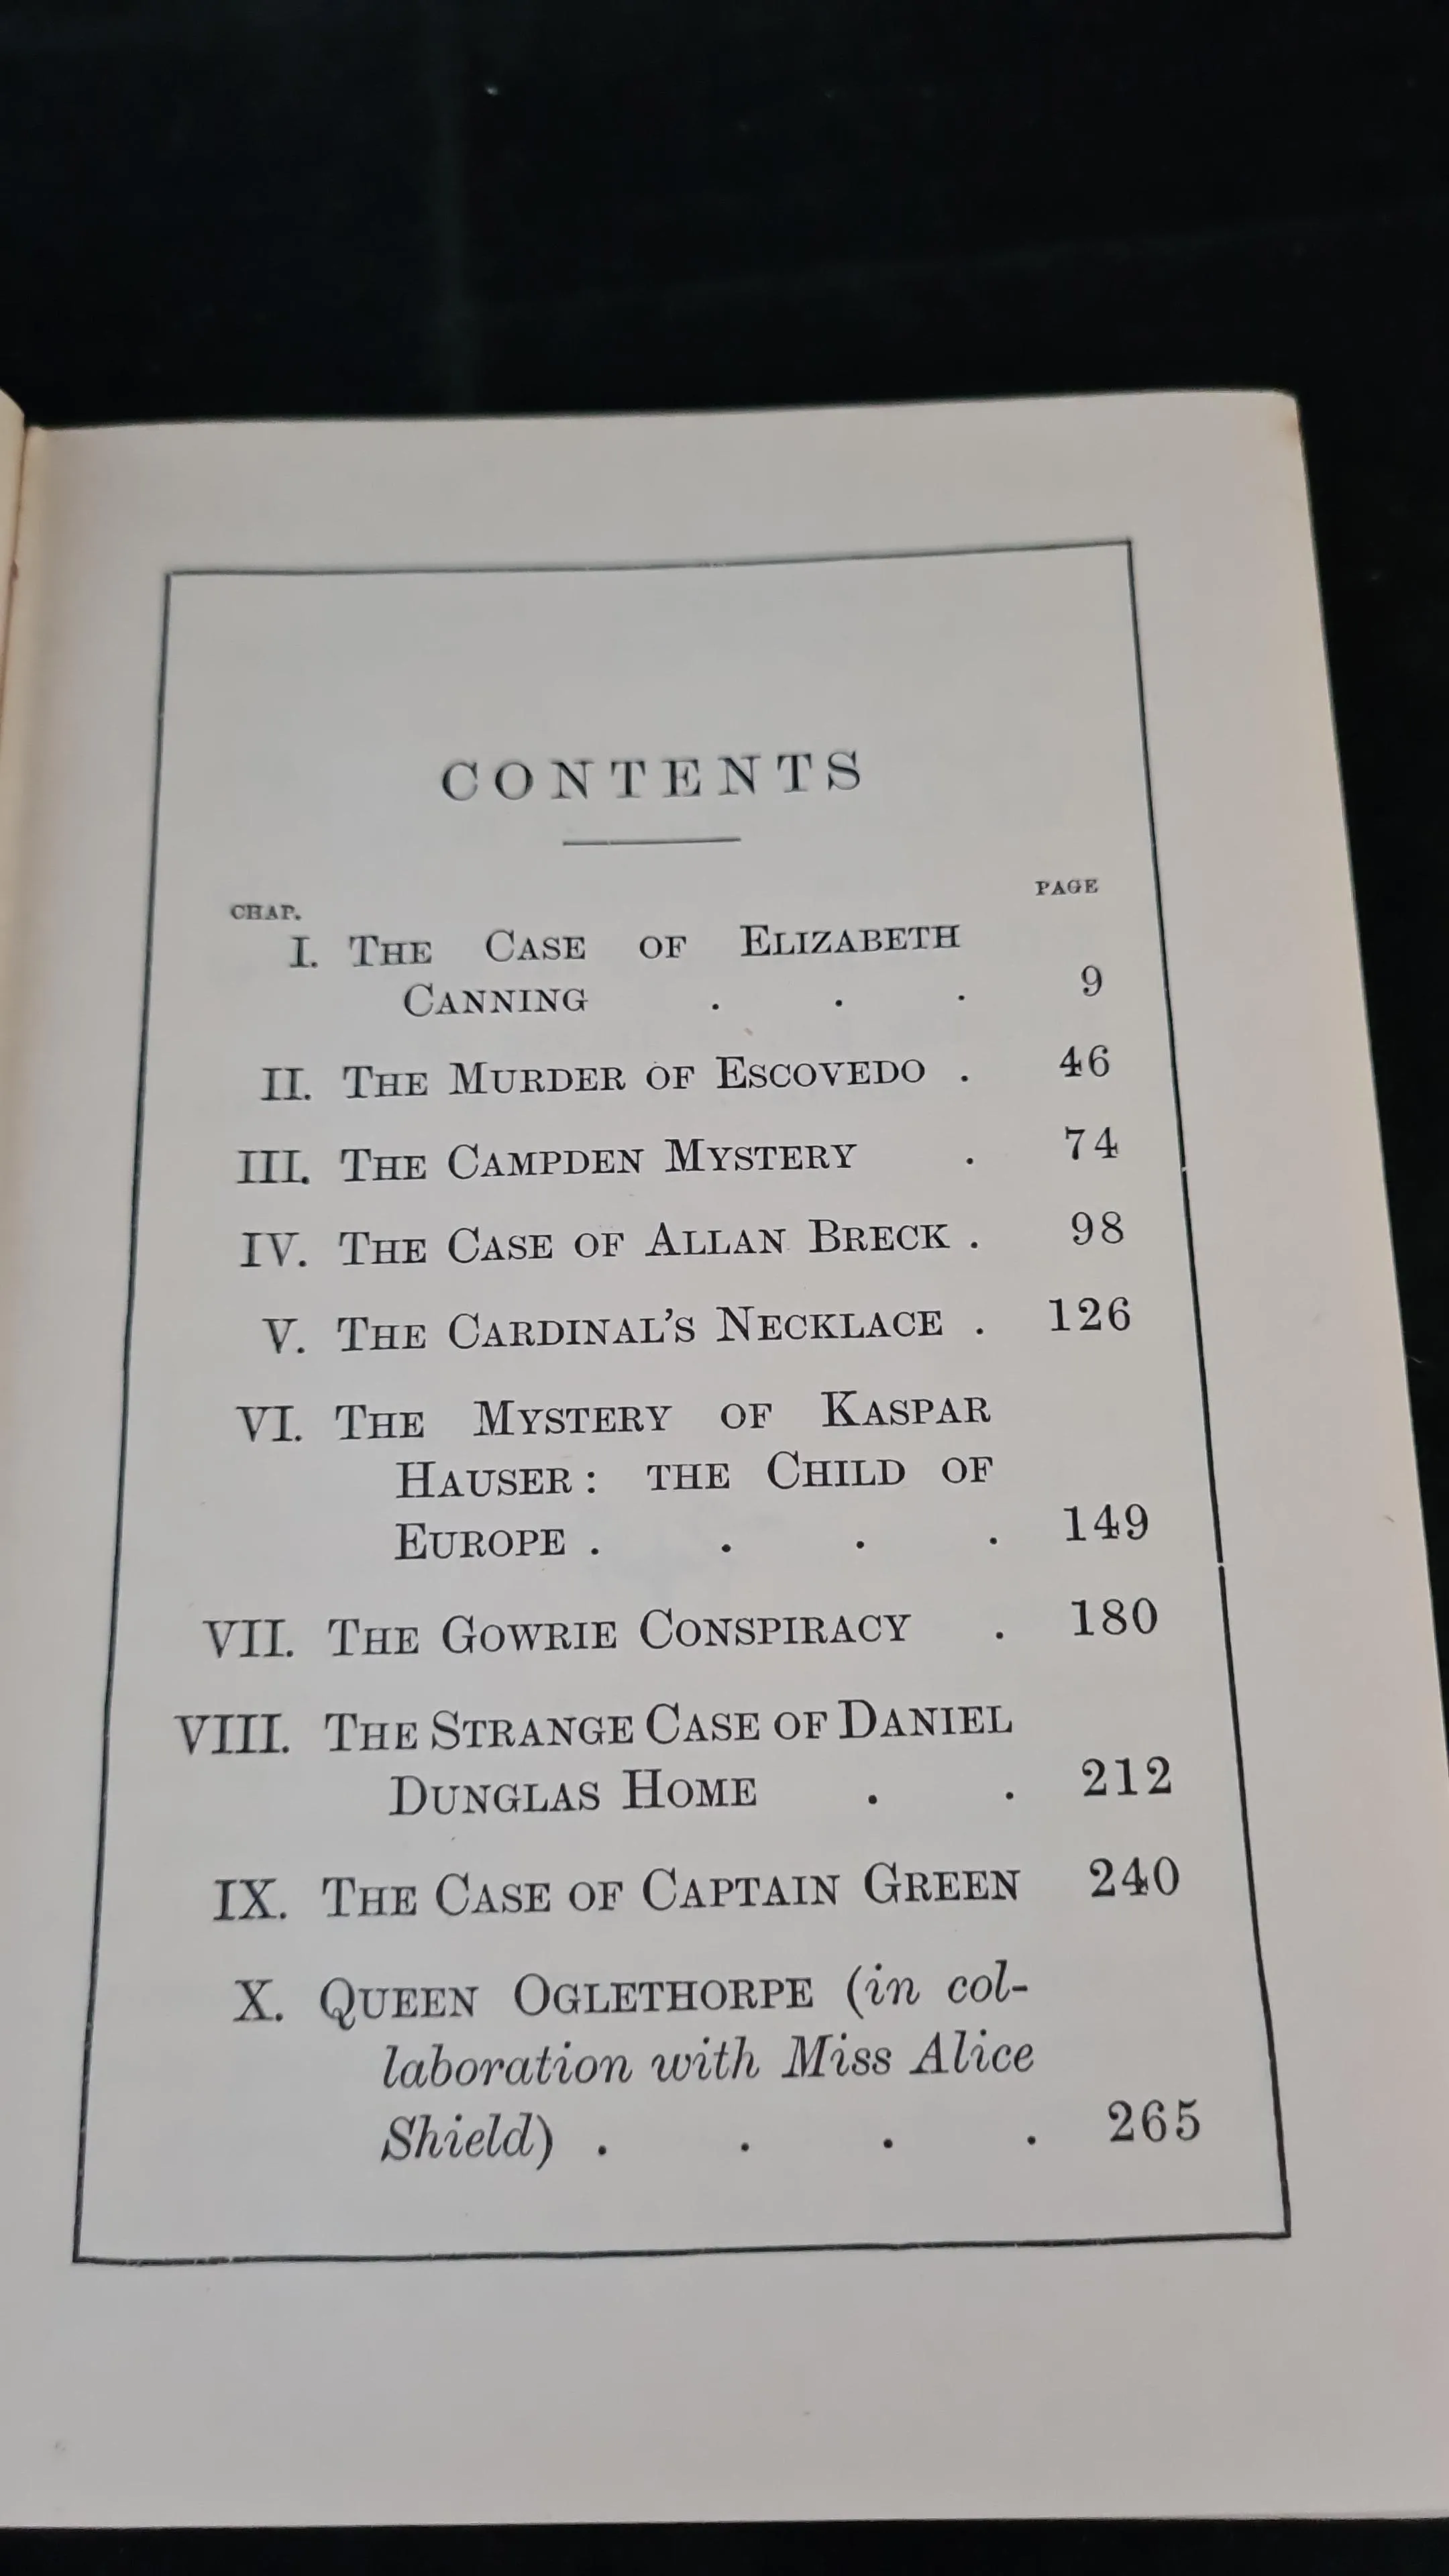 CONTENTS
CHAP. PAGE
I. THE CASE OF ELIZABETH
CANNING . . . 9
II. THE MURDER OF ESCOVEDO . 46
III. THE CAMPDEN MYSTERY . 74
IV. THE CASE OF ALLAN BRECK . 98
V. THE CARDINAL'S NECKLACE . 126
VI. THE MYSTERY OF KASPAR
HAUSER: THE CHILD OF
EUROPE . . . . 149
VII. THE GOWRIE CONSPIRACY . 180
VIII. THE STRANGE CASE OF DANIEL
DUNGLAS HOME . . 212
IX. THE CASE OF CAPTAIN GREEN 240
X. QUEEN OGLETHORPE (in col-
laboration with Miss Alice
Shield) . . . . 265